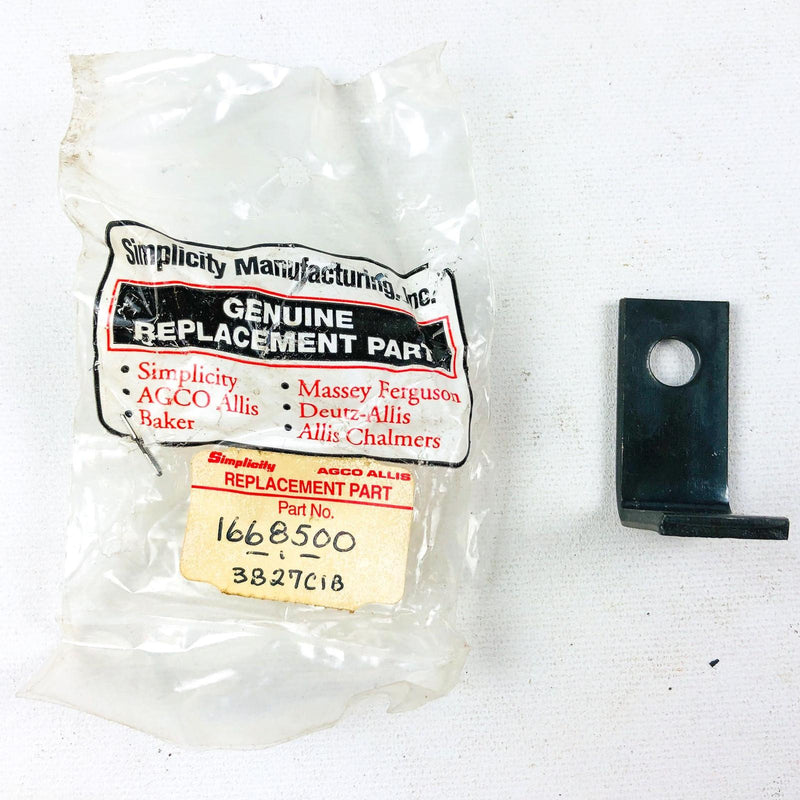 Simplicity Manufacturing, Inc.
GENUINE
REPLACEMENT PART
• Simplicity
• AGCO Allis
• Baker
• Massey Ferguson
• Deutz-Allis
• Allis Chalmers
Simplicity AGCO ALLIS
REPLACEMENT PART
Part No.
1668500
3B27C1B